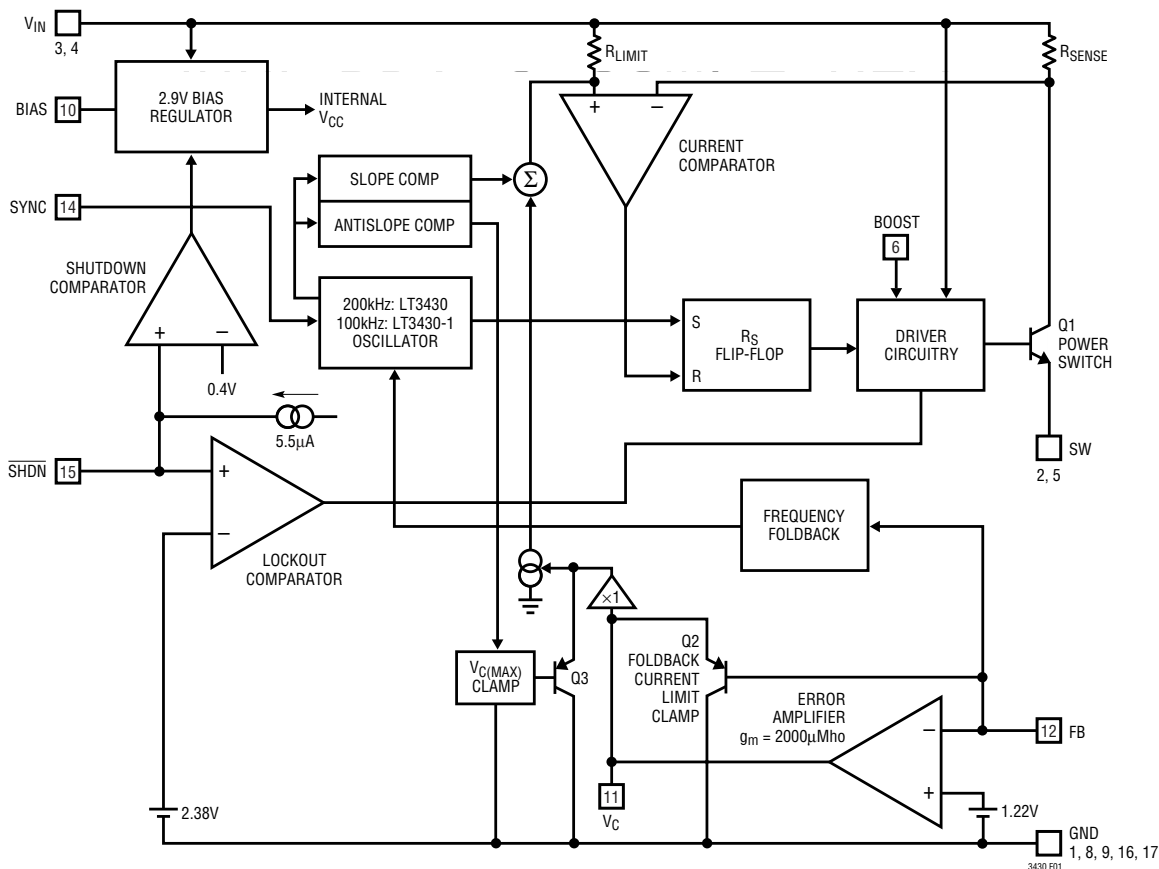 VIN
3, 4
RLIMIT
RSENSE
2.9V BIAS
REGULATOR
INTERNAL
VCC
BIAS
10
+
−
CURRENT
COMPARATOR
SLOPE COMP
Σ
ANTISLOPE COMP
SYNC
14
BOOST
6
SHUTDOWN
COMPARATOR
200kHz: LT3430
100kHz: LT3430-1
OSCILLATOR
S
RS
FLIP-FLOP
R
DRIVER
CIRCUITRY
Q1
POWER
SWITCH
+
−
0.4V
5.5µA
SHDN
15
+
−
LOCKOUT
COMPARATOR
SW
2, 5
FREQUENCY
FOLDBACK
×1
VC(MAX)
CLAMP
Q3
Q2
FOLDBACK
CURRENT
LIMIT
CLAMP
ERROR
AMPLIFIER
gm = 2000µMho
−
+
12
FB
11
VC
2.38V
1.22V
GND
1, 8, 9, 16, 17
3430 F01